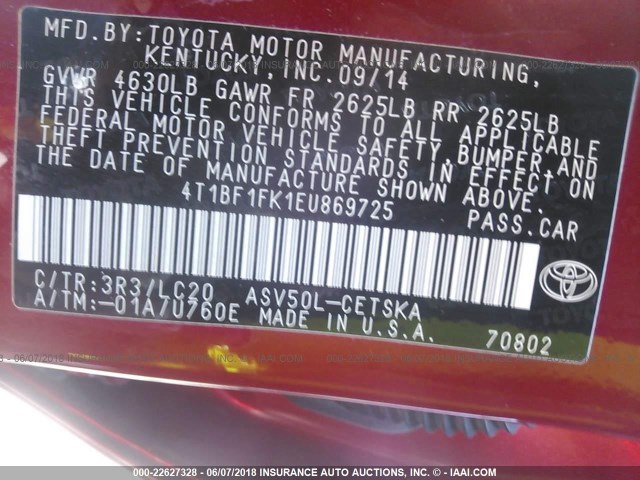 MFD.BY:TOYOTA MOTOR MANUFACTURING,
KENTUCKY,INC.09/14
GVWR 4630LB GAWR FR 2625LB RR 2625LB
THIS VEHICLE CONFORMS TO ALL APPLICABLE
FEDERAL MOTOR VEHICLE SAFETY,BUMPER,AND
THEFT PREVENTION STANDARDS IN EFFECT ON
THE DATE OF MANUFACTURE SHOWN ABOVE.
4T1BF1FK1EU869725 PASS.CAR
C/TR:3R3/LC20 ASV50L-CETSKA
A/TM:-01A/U760E MADE IN U.S.A. 70802
TOYOTA
000-22627328 - 06/07/2018 INSURANCE AUTO AUCTIONS, INC. - © - IAAI.COM